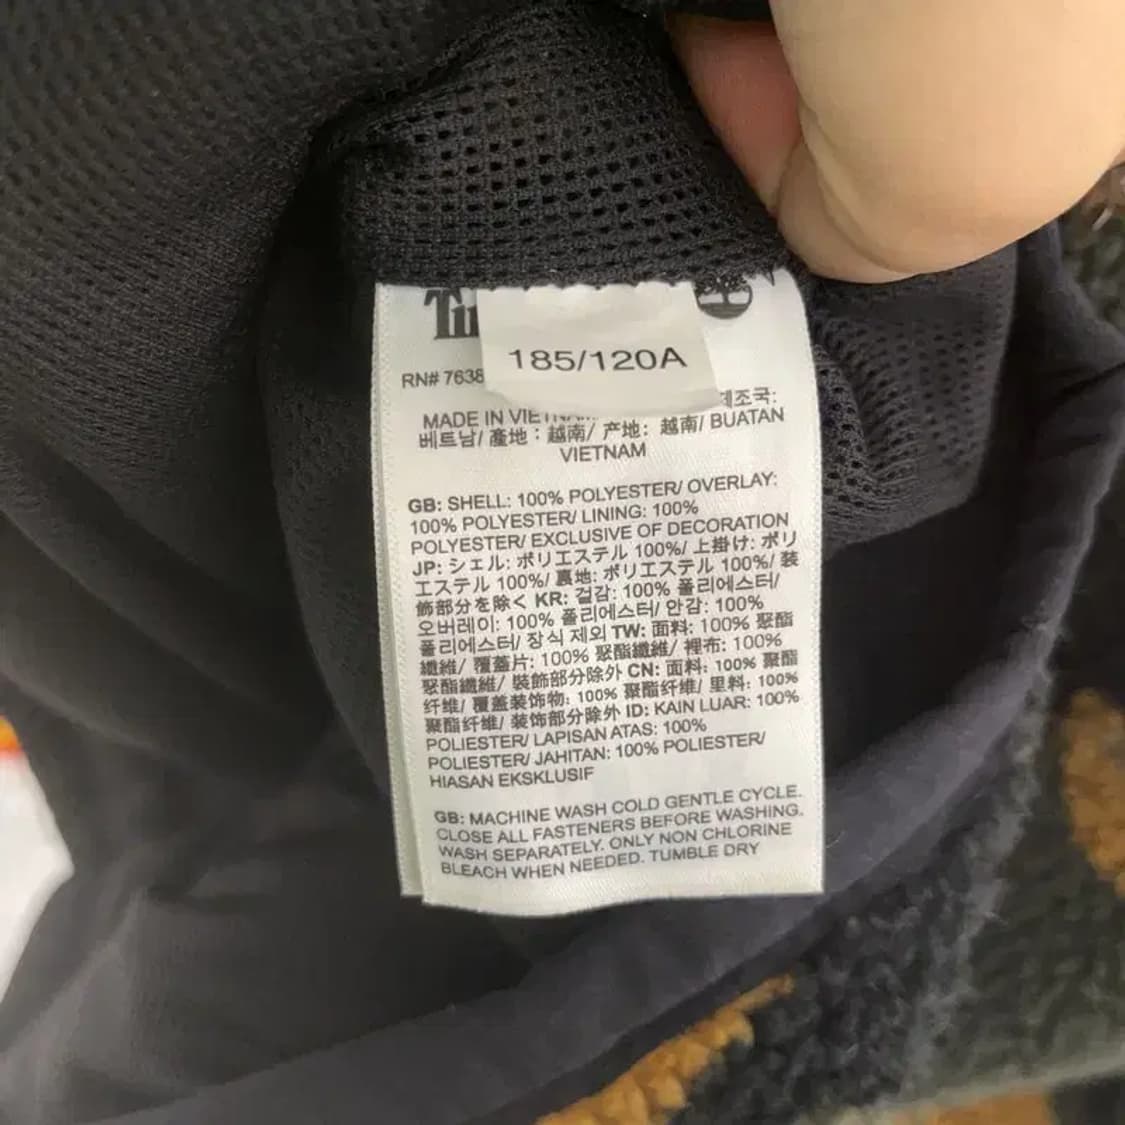 185/120A
RN# 7638
MADE IN VIETNAM 제조국:
베트남/ 產地：越南/ 产地：越南/ BUATAN
VIETNAM
GB: SHELL: 100% POLYESTER/ OVERLAY:
100% POLYESTER/ LINING: 100%
POLYESTER/ EXCLUSIVE OF DECORATION
JP: シェル: ポリエステル 100%/ 上掛け: ポリ
エステル 100%/ 裏地: ポリエステル 100%/ 装
飾部分を除く KR: 겉감: 100% 폴리에스터/
오버레이: 100% 폴리에스터/ 안감: 100%
폴리에스터/ 장식 제외 TW: 面料: 100% 聚酯
纖維/ 覆蓋片: 100% 聚酯纖維/ 裡布: 100%
聚酯纖維/ 裝飾部分除外 CN: 面料: 100% 聚酯
纤维/ 覆盖装饰物: 100% 聚酯纤维/ 里料: 100%
聚酯纤维/ 装饰部分除外 ID: KAIN LUAR: 100%
POLIESTER/ LAPISAN ATAS: 100%
POLIESTER/ JAHITAN: 100% POLIESTER/
HIASAN EKSKLUSIF
GB: MACHINE WASH COLD GENTLE CYCLE.
CLOSE ALL FASTENERS BEFORE WASHING.
WASH SEPARATELY. ONLY NON CHLORINE
BLEACH WHEN NEEDED. TUMBLE DRY